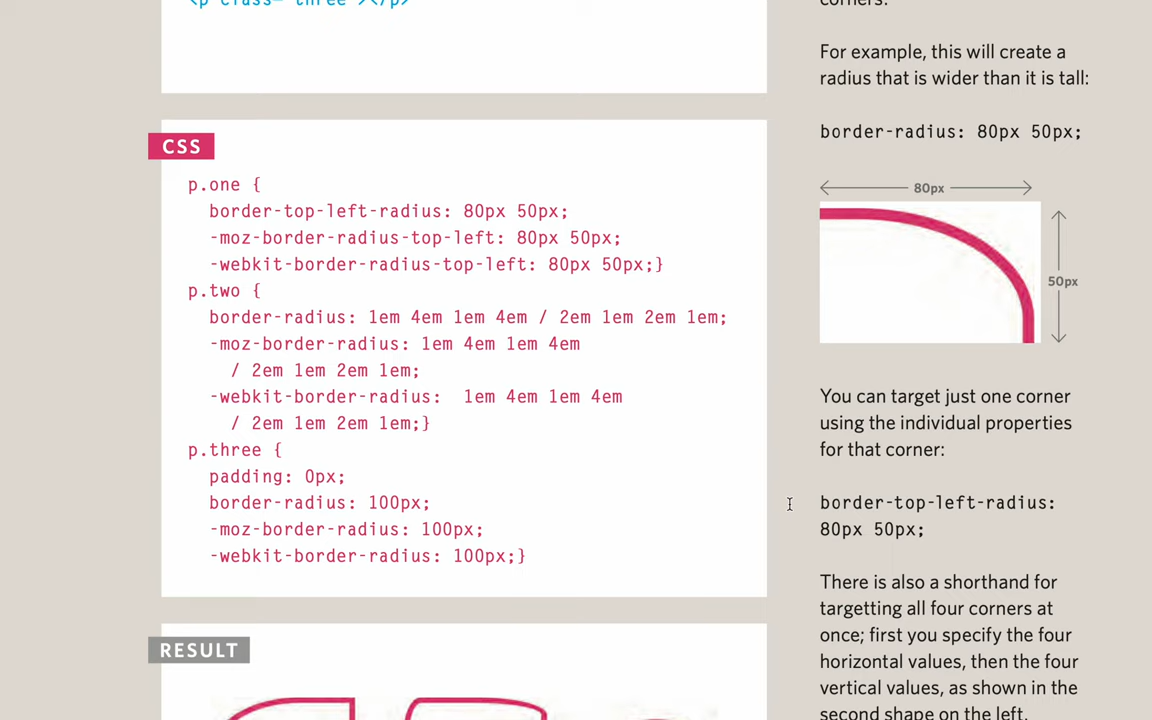 <p class="three"></p>
CSS
p.one {
border-top-left-radius: 80px 50px;
-moz-border-radius-top-left: 80px 50px;
-webkit-border-radius-top-left: 80px 50px;}
p.two {
border-radius: 1em 4em 1em 4em / 2em 1em 2em 1em;
-moz-border-radius: 1em 4em 1em 4em
/ 2em 1em 2em 1em;
-webkit-border-radius:  1em 4em 1em 4em
/ 2em 1em 2em 1em;}
p.three {
padding: 0px;
border-radius: 100px;
-moz-border-radius: 100px;
-webkit-border-radius: 100px;}
RESULT
corners.
For example, this will create a
radius that is wider than it is tall:
border-radius: 80px 50px;
80px
50px
You can target just one corner
using the individual properties
for that corner:
border-top-left-radius:
80px 50px;
There is also a shorthand for
targetting all four corners at
once; first you specify the four
horizontal values, then the four
vertical values, as shown in the
second shape on the left.